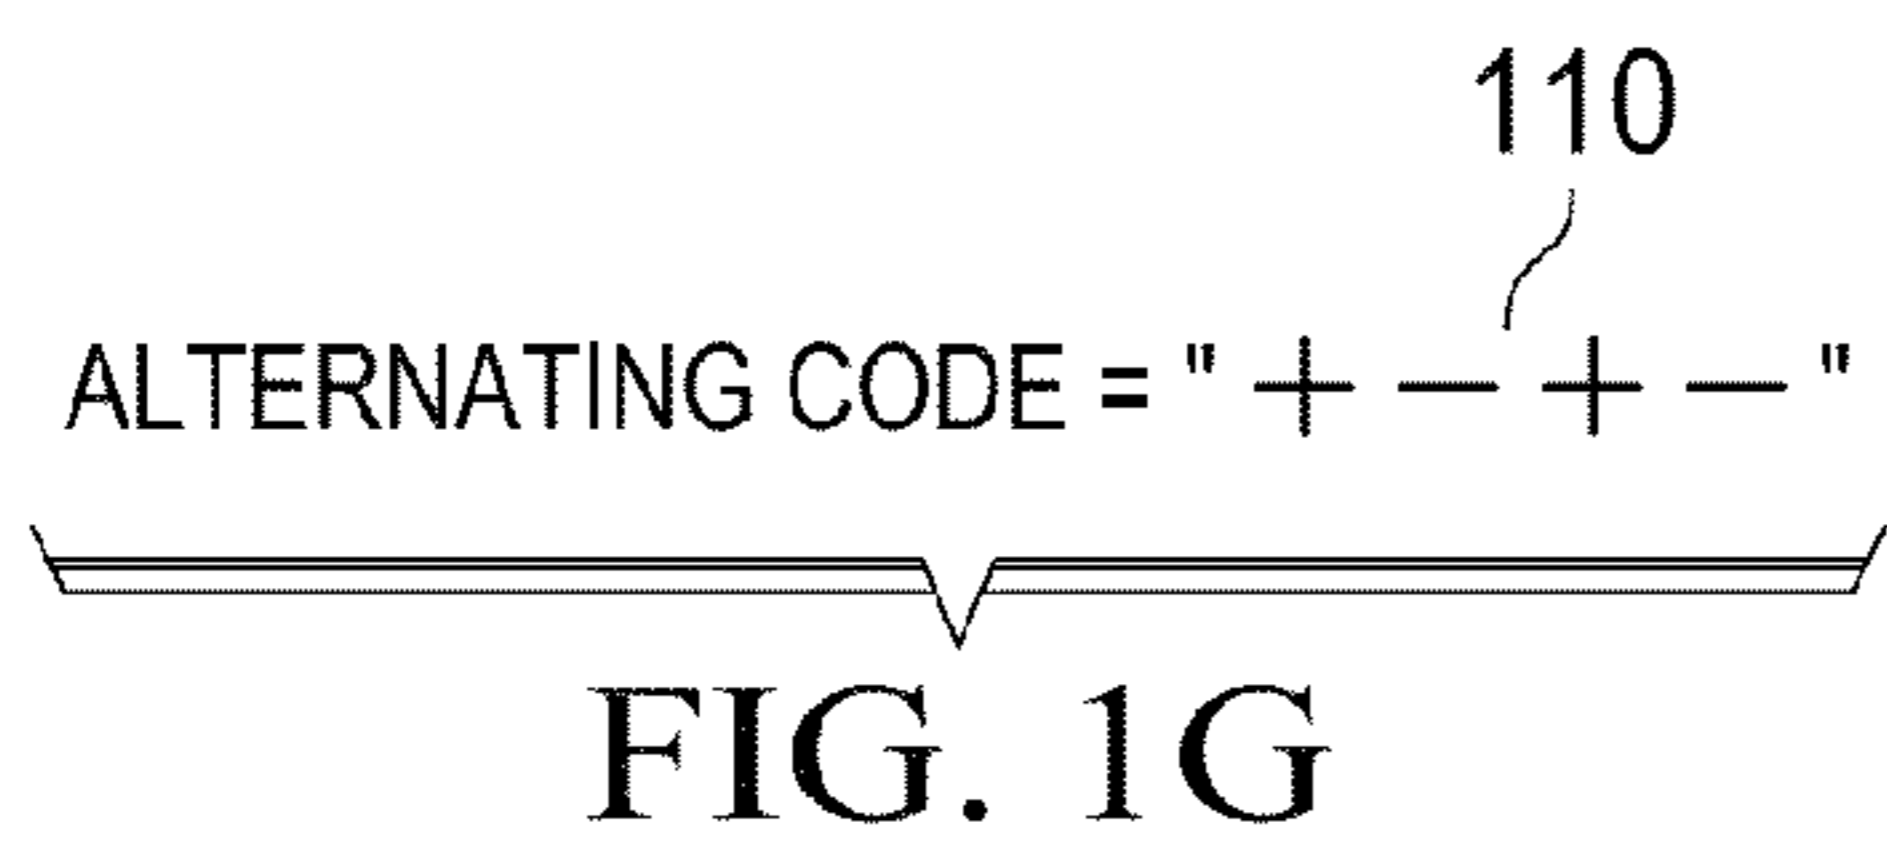 110
ALTERNATING CODE = " + − + − "
FIG. 1G